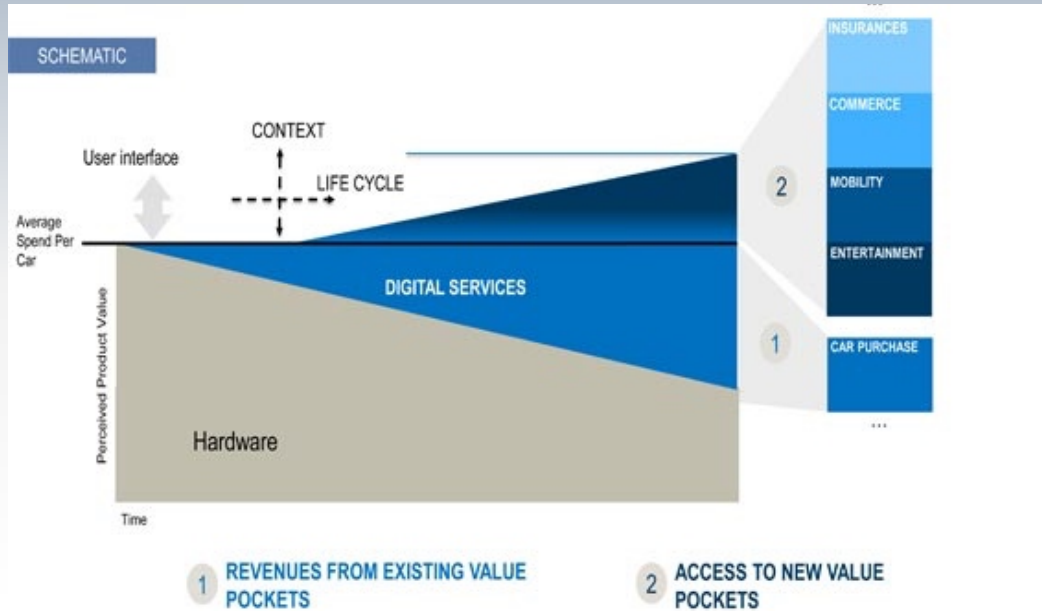 ...
INSURANCES
SCHEMATIC
COMMERCE
CONTEXT
User interface
LIFE CYCLE
2
MOBILITY
Average
Spend Per
Car
ENTERTAINMENT
DIGITAL SERVICES
Perceived Product Value
1
CAR PURCHASE
...
Hardware
Time
1 REVENUES FROM EXISTING VALUE
POCKETS
2 ACCESS TO NEW VALUE
POCKETS